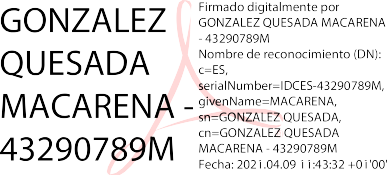 GONZALEZ
QUESADA
MACARENA -
43290789M
Firmado digitalmente por
GONZALEZ QUESADA MACARENA
- 43290789M
Nombre de reconocimiento (DN):
c=ES,
serialNumber=IDCES-43290789M,
givenName=MACARENA,
sn=GONZALEZ QUESADA,
cn=GONZALEZ QUESADA
MACARENA - 43290789M
Fecha: 2021.04.09 11:43:32 +01'00'